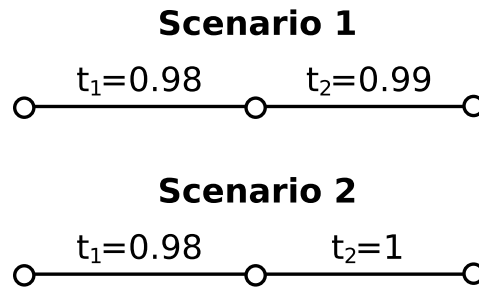 Scenario 1
t₁=0.98 t₂=0.99
Scenario 2
t₁=0.98 t₂=1